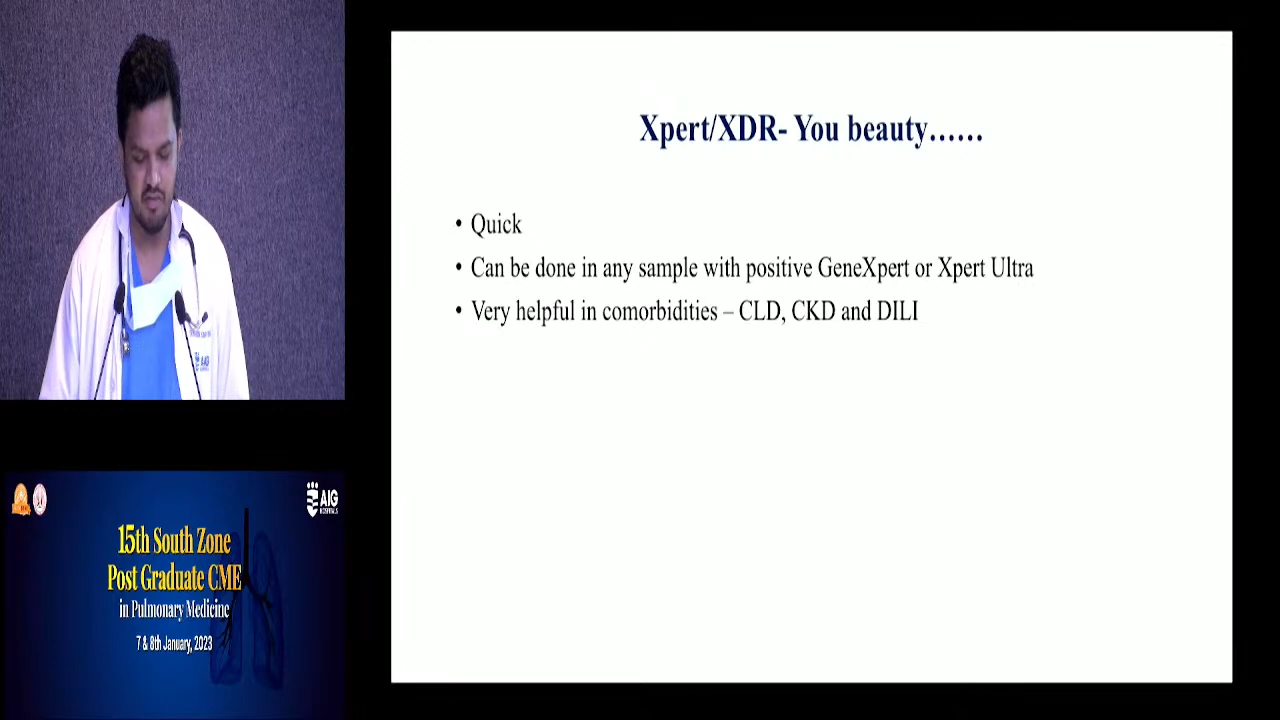 Xpert/XDR- You beauty……
• Quick
• Can be done in any sample with positive GeneXpert or Xpert Ultra
• Very helpful in comorbidities – CLD, CKD and DILI
AIG
AIG
HOSPITALS
15th South Zone
Post Graduate CME
in Pulmonary Medicine
7 & 8th January, 2023